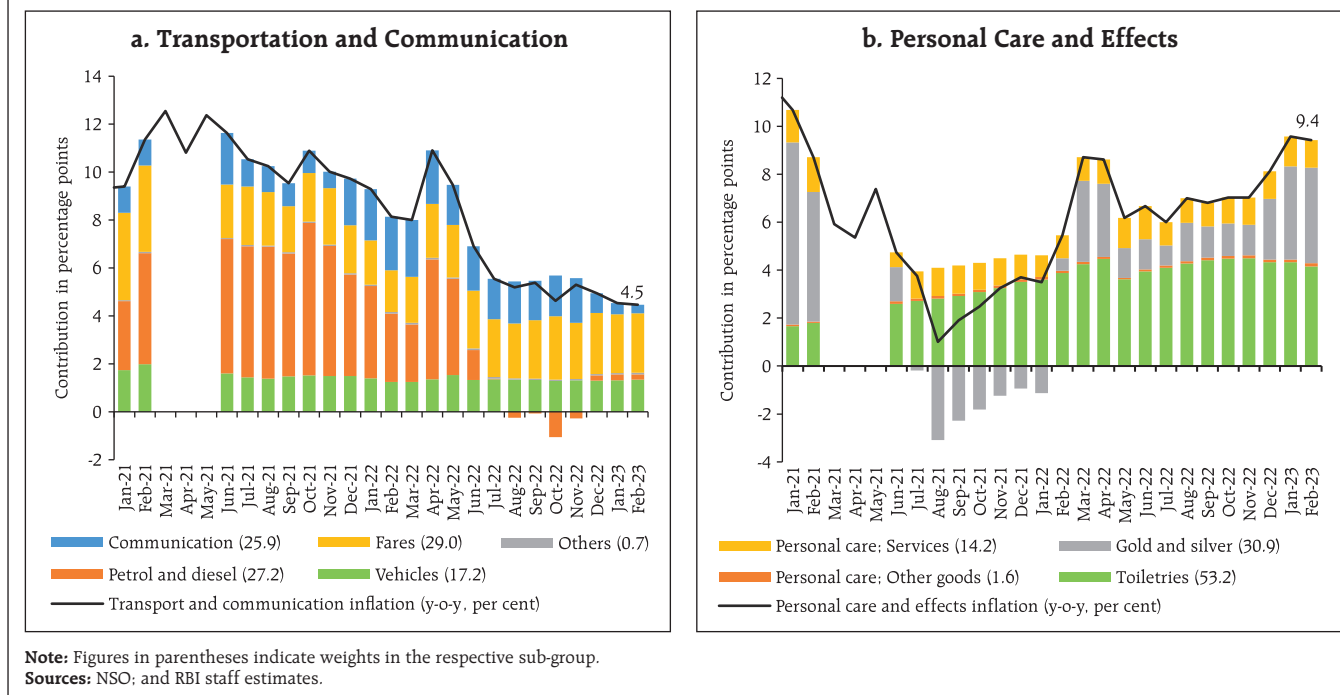 a. Transportation and Communication
Contribution in percentage points
14
12
10
8
6
4
2
0
-2
4.5
Jan-21
Feb-21
Mar-21
Apr-21
May-21
Jun-21
Jul-21
Aug-21
Sep-21
Oct-21
Nov-21
Dec-21
Jan-22
Feb-22
Mar-22
Apr-22
May-22
Jun-22
Jul-22
Aug-22
Sep-22
Oct-22
Nov-22
Dec-22
Jan-23
Feb-23
Communication (25.9) Fares (29.0) Others (0.7)
Petrol and diesel (27.2) Vehicles (17.2)
Transport and communication inflation (y-o-y, per cent)
b. Personal Care and Effects
Contribution in percentage points
12
10
8
6
4
2
0
-2
-4
9.4
Jan-21
Feb-21
Mar-21
Apr-21
May-21
Jun-21
Jul-21
Aug-21
Sep-21
Oct-21
Nov-21
Dec-21
Jan-22
Feb-22
Mar-22
Apr-22
May-22
Jun-22
Jul-22
Aug-22
Sep-22
Oct-22
Nov-22
Dec-22
Jan-23
Feb-23
Personal care; Services (14.2) Gold and silver (30.9)
Personal care; Other goods (1.6) Toiletries (53.2)
Personal care and effects inflation (y-o-y, per cent)
Note: Figures in parentheses indicate weights in the respective sub-group.
Sources: NSO; and RBI staff estimates.